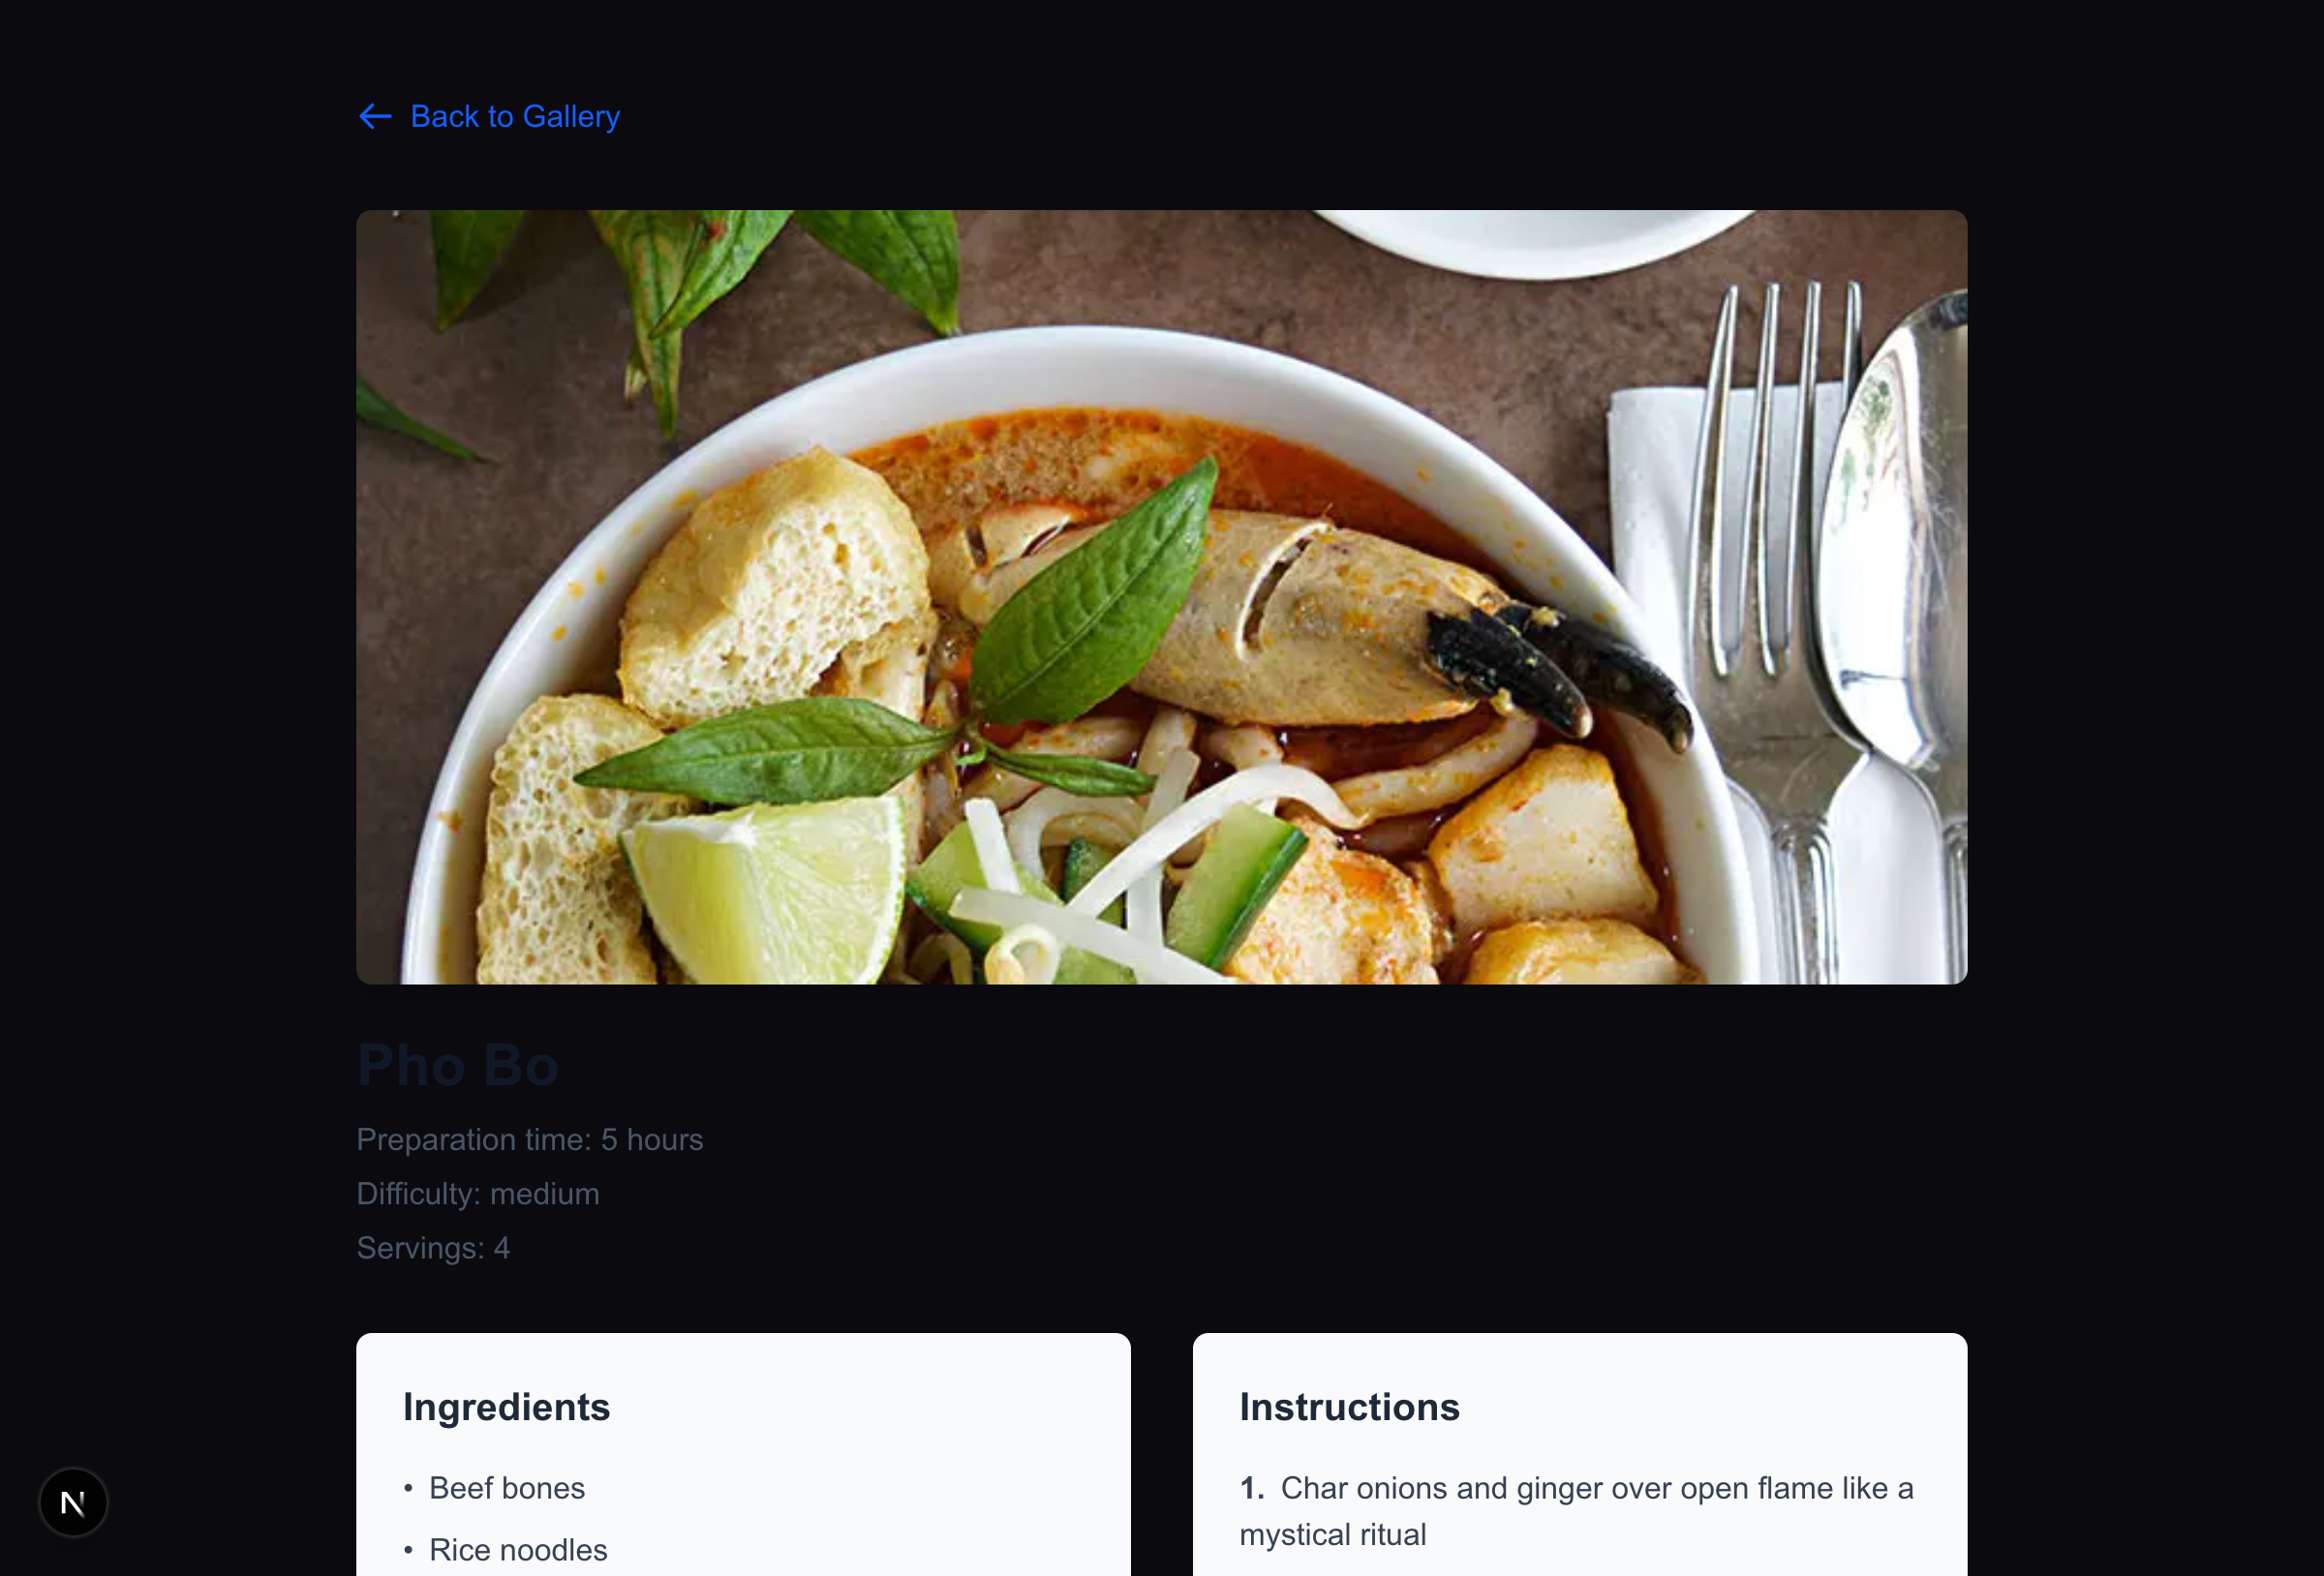 Back to Gallery
Pho Bo
Preparation time: 5 hours
Difficulty: medium
Servings: 4
Ingredients
• Beef bones
• Rice noodles
Instructions
1. Char onions and ginger over open flame like a
mystical ritual
N